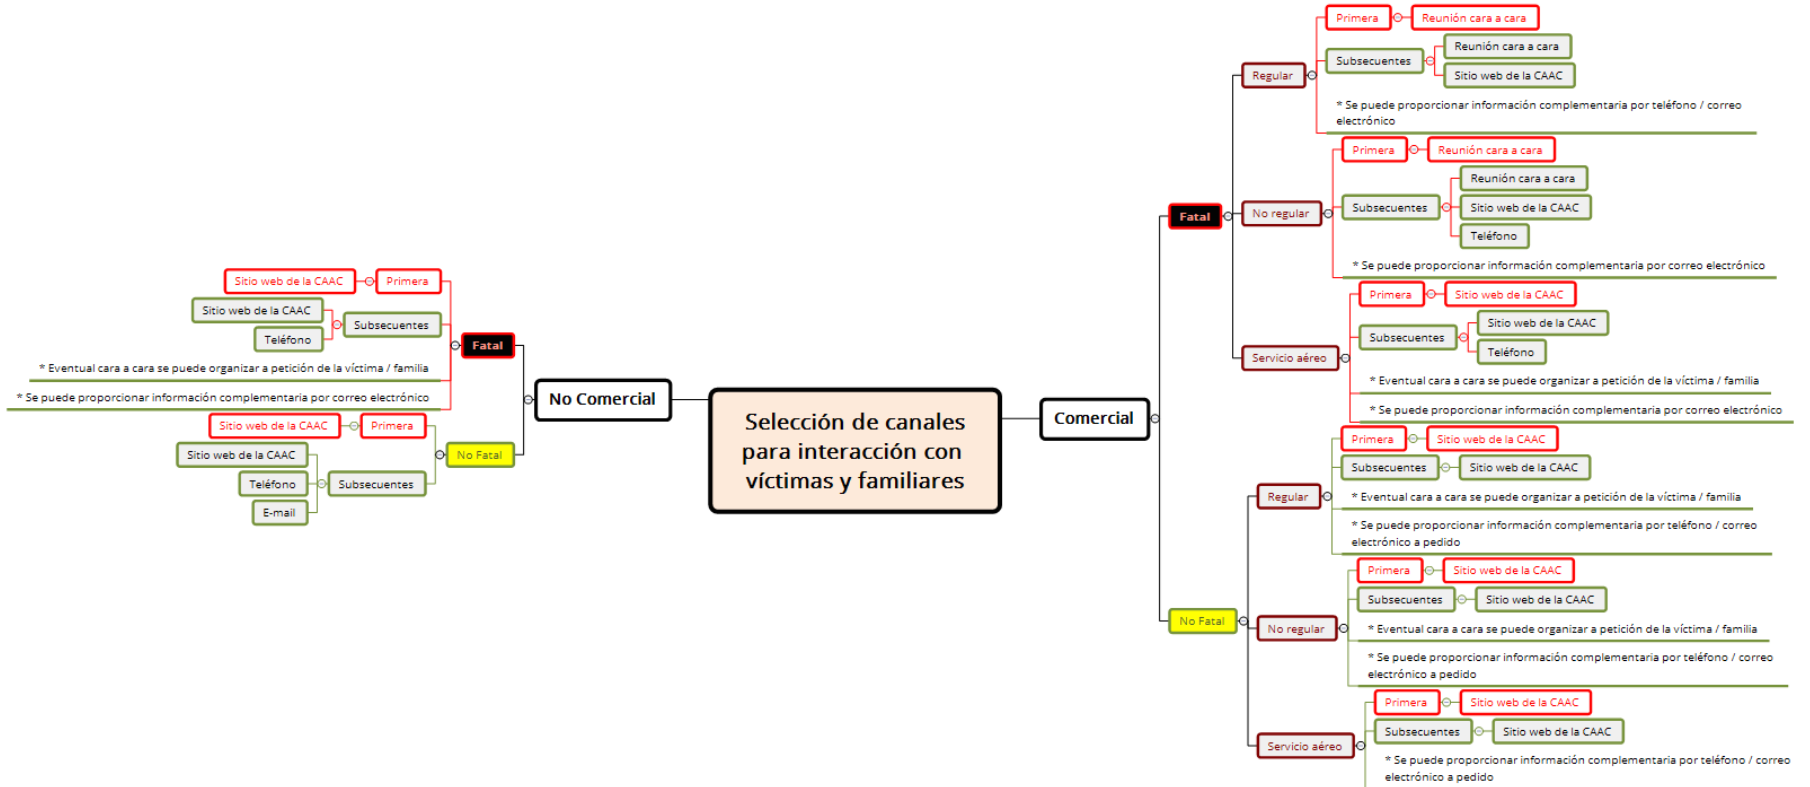 Selección de canales
para interacción con
víctimas y familiares
No Comercial
Fatal
Primera
Sitio web de la CAAC
Subsecuentes
Sitio web de la CAAC
Teléfono
* Eventual cara a cara se puede organizar a petición de la víctima / familia
* Se puede proporcionar información complementaria por correo electrónico
No Fatal
Primera
Sitio web de la CAAC
Subsecuentes
Sitio web de la CAAC
Teléfono
E-mail
Comercial
Fatal
Regular
Primera
Reunión cara a cara
Subsecuentes
Reunión cara a cara
Sitio web de la CAAC
* Se puede proporcionar información complementaria por teléfono / correo
electrónico
No regular
Primera
Reunión cara a cara
Subsecuentes
Reunión cara a cara
Sitio web de la CAAC
Teléfono
* Se puede proporcionar información complementaria por correo electrónico
Servicio aéreo
Primera
Sitio web de la CAAC
Subsecuentes
Sitio web de la CAAC
Teléfono
* Eventual cara a cara se puede organizar a petición de la víctima / familia
* Se puede proporcionar información complementaria por correo electrónico
No Fatal
Regular
Primera
Sitio web de la CAAC
Subsecuentes
Sitio web de la CAAC
* Eventual cara a cara se puede organizar a petición de la víctima / familia
* Se puede proporcionar información complementaria por teléfono / correo
electrónico a pedido
No regular
Primera
Sitio web de la CAAC
Subsecuentes
Sitio web de la CAAC
* Eventual cara a cara se puede organizar a petición de la víctima / familia
* Se puede proporcionar información complementaria por teléfono / correo
electrónico a pedido
Servicio aéreo
Primera
Sitio web de la CAAC
Subsecuentes
Sitio web de la CAAC
* Se puede proporcionar información complementaria por teléfono / correo
electrónico a pedido